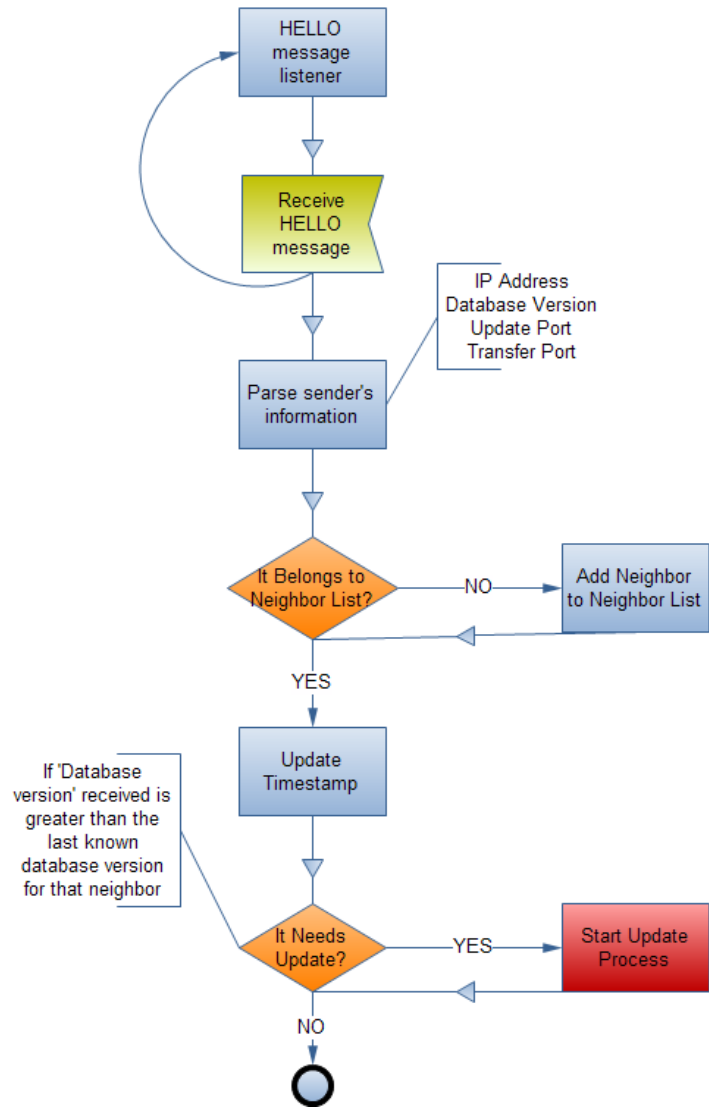 HELLO
message
listener
Receive
HELLO
message
IP Address
Database Version
Update Port
Transfer Port
Parse sender's
information
It Belongs to
Neighbor List?
NO
Add Neighbor
to Neighbor List
YES
Update
Timestamp
If 'Database
version' received is
greater than the
last known
database version
for that neighbor
It Needs
Update?
YES
Start Update
Process
NO